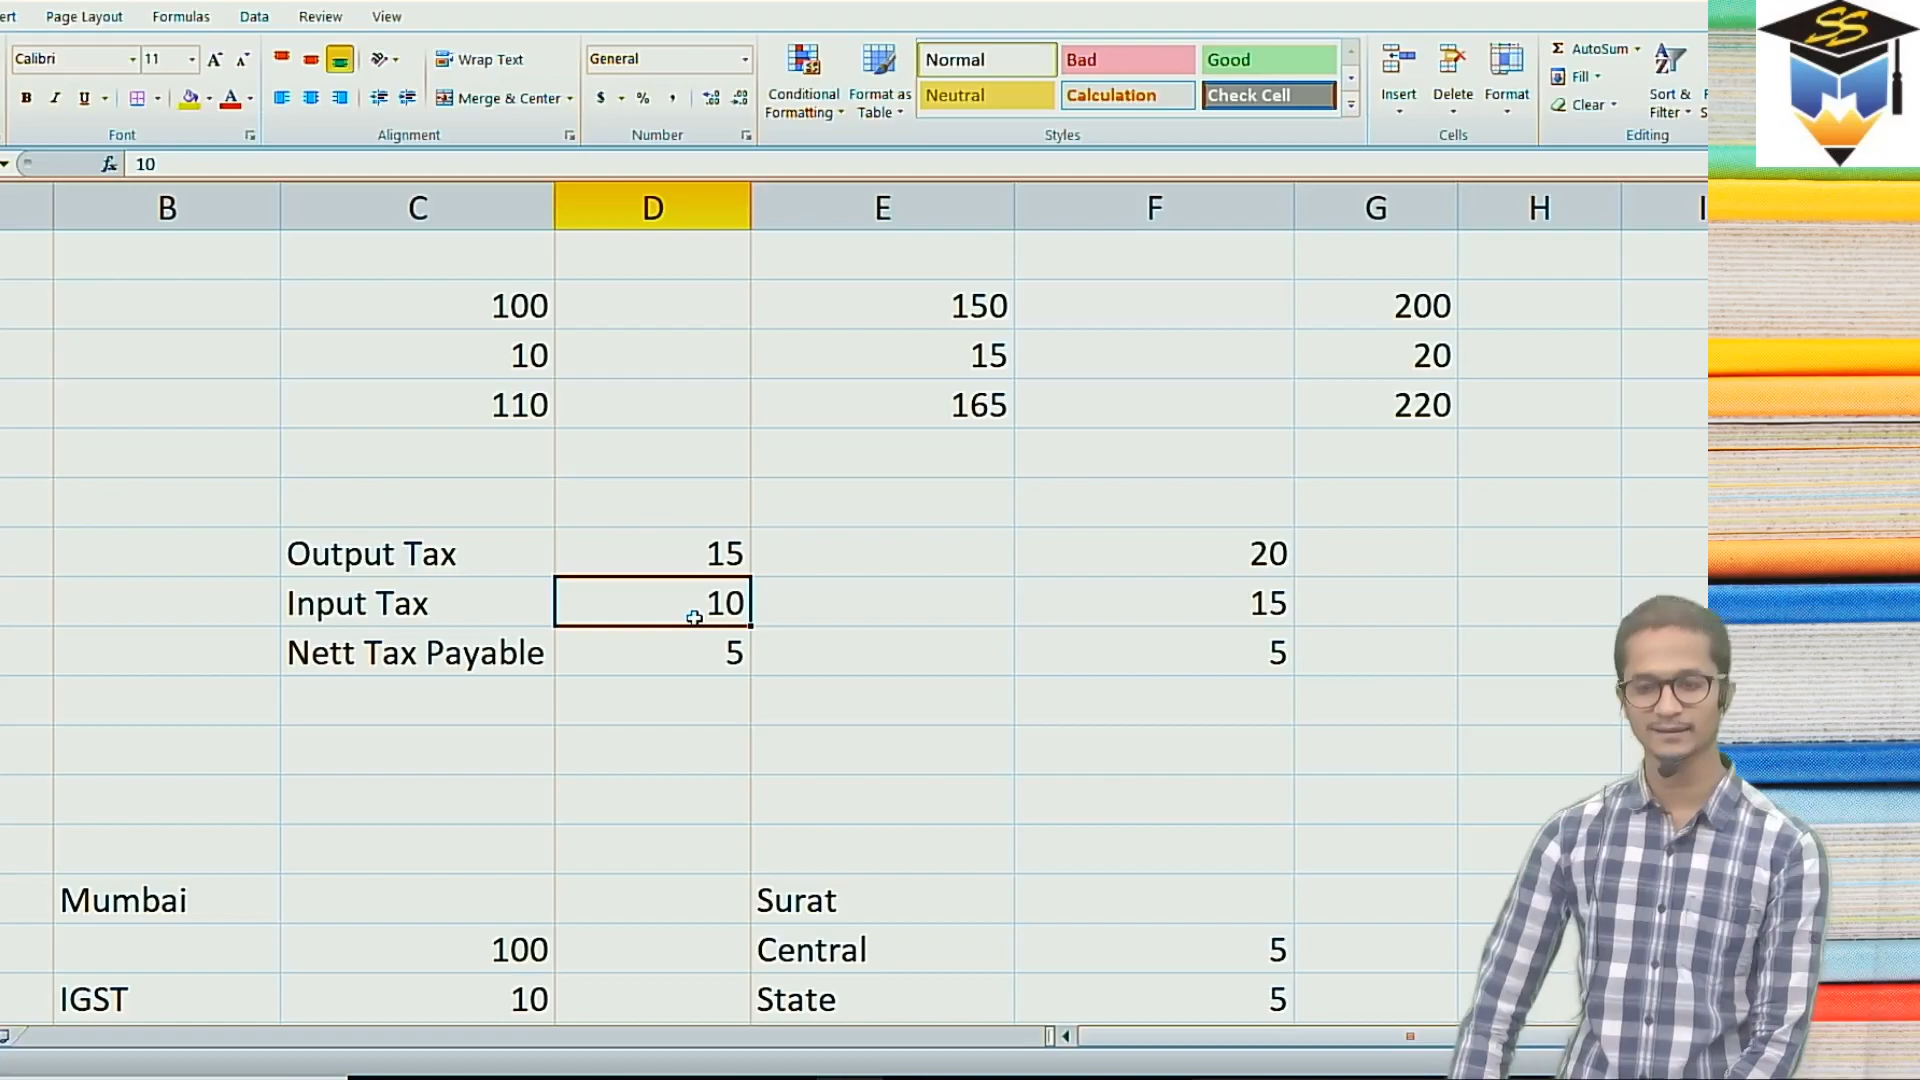 ert Page Layout Formulas Data Review View
Calibri 11 A A Wrap Text General Normal Bad Good AutoSum
B I U A Merge & Center $ % , Conditional Formatting Format as Table Neutral Calculation Check Cell Insert Delete Format Fill Clear Sort & Filter
Font Alignment Number Styles Cells Editing
fx 10
B C D E F G H I
100 150 200
10 15 20
110 165 220
Output Tax 15 20
Input Tax 10 15
Nett Tax Payable 5 5
Mumbai Surat
100 Central 5
IGST 10 State 5
SS